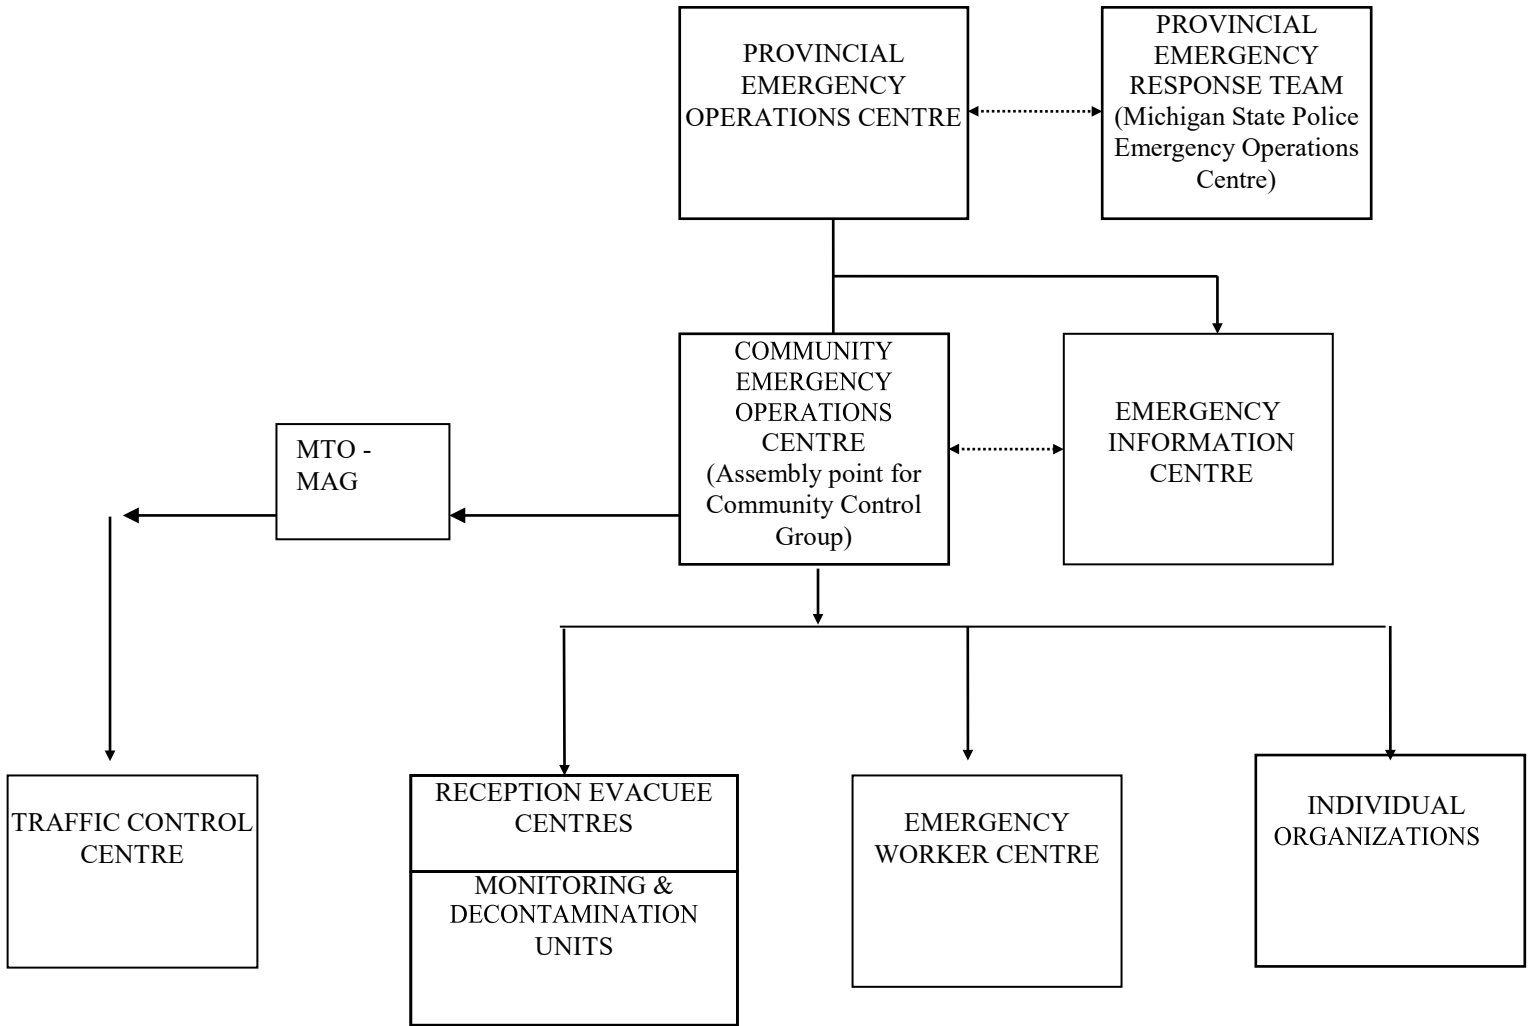 PROVINCIAL
EMERGENCY
OPERATIONS CENTRE
PROVINCIAL
EMERGENCY
RESPONSE TEAM
(Michigan State Police
Emergency Operations
Centre)
COMMUNITY
EMERGENCY
OPERATIONS
CENTRE
(Assembly point for
Community Control
Group)
EMERGENCY
INFORMATION
CENTRE
MTO -
MAG
TRAFFIC CONTROL
CENTRE
RECEPTION EVACUEE
CENTRES
MONITORING &
DECONTAMINATION
UNITS
EMERGENCY
WORKER CENTRE
INDIVIDUAL
ORGANIZATIONS